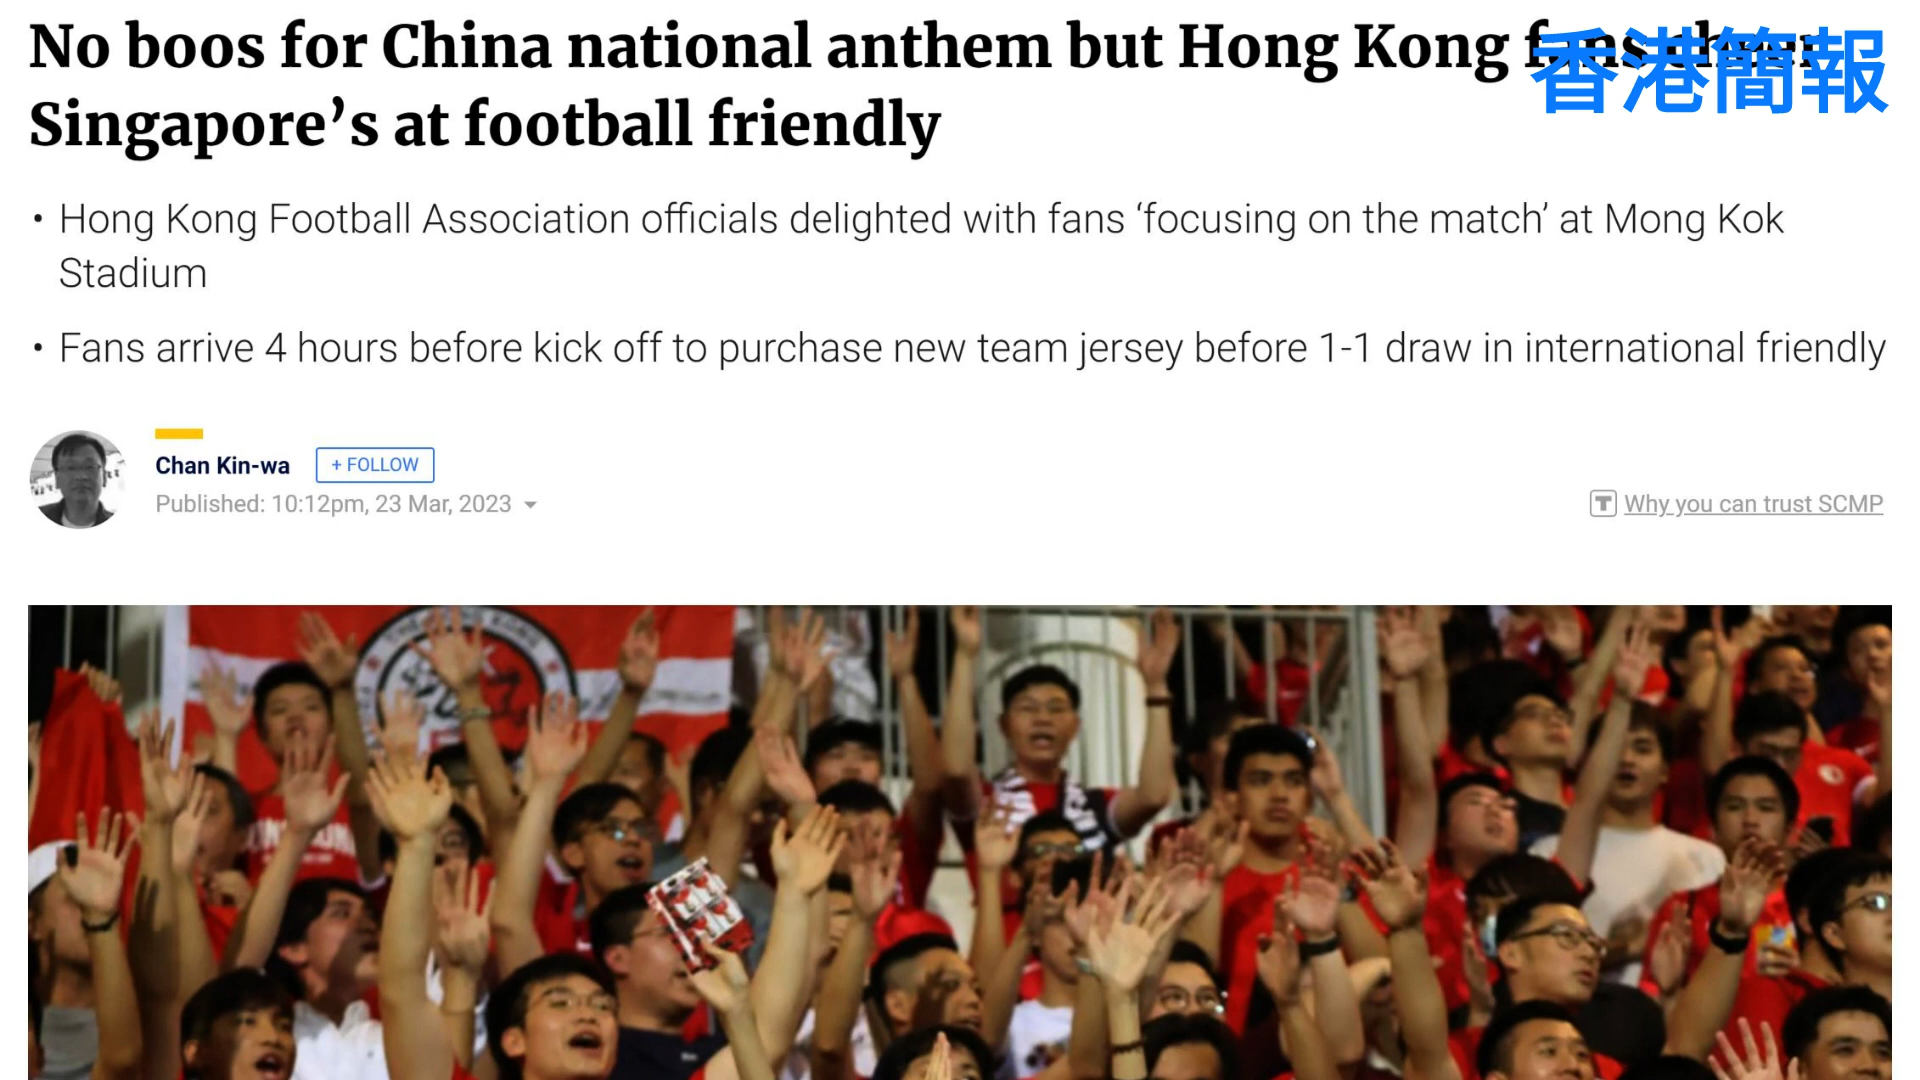 No boos for China national anthem but Hong Kong fans cheer
香港簡報
Singapore’s at football friendly
• Hong Kong Football Association officials delighted with fans ‘focusing on the match’ at Mong Kok
Stadium
• Fans arrive 4 hours before kick off to purchase new team jersey before 1-1 draw in international friendly
Chan Kin-wa
+ FOLLOW
Published: 10:12pm, 23 Mar, 2023
T Why you can trust SCMP